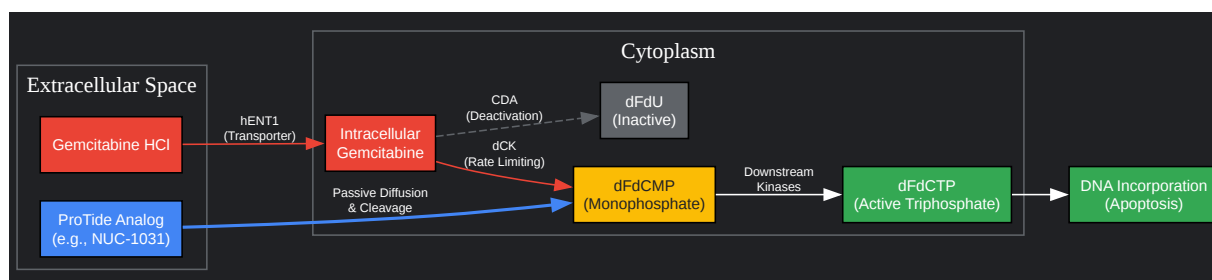 Extracellular Space
Gemcitabine HCl
ProTide Analog
(e.g., NUC-1031)
hENT1
(Transporter)
Passive Diffusion
& Cleavage
Cytoplasm
Intracellular
Gemcitabine
CDA
(Deactivation)
dCK
(Rate Limiting)
dFdU
(Inactive)
dFdCMP
(Monophosphate)
Downstream
Kinases
dFdCTP
(Active Triphosphate)
DNA Incorporation
(Apoptosis)